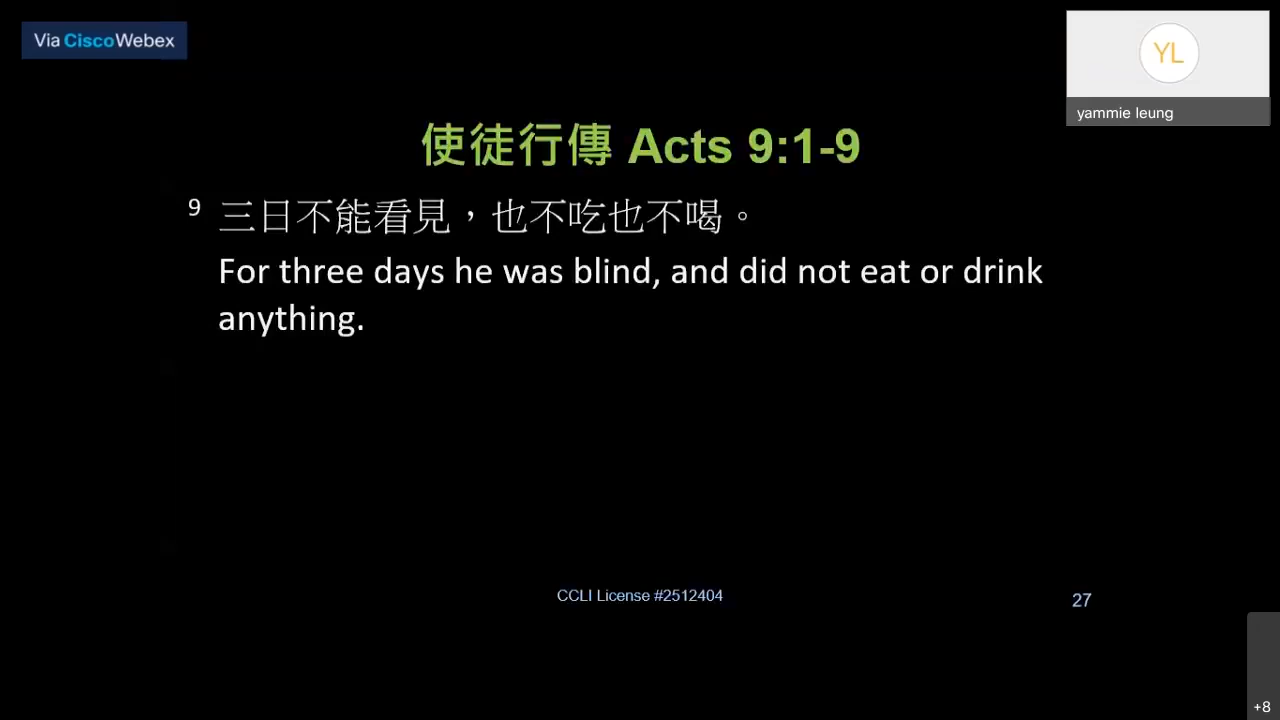 Via CiscoWebex
YL
yammie leung
使徒行傳 Acts 9:1-9
9 三日不能看見，也不吃也不喝。
For three days he was blind, and did not eat or drink
anything.
CCLI License #2512404
27
+8